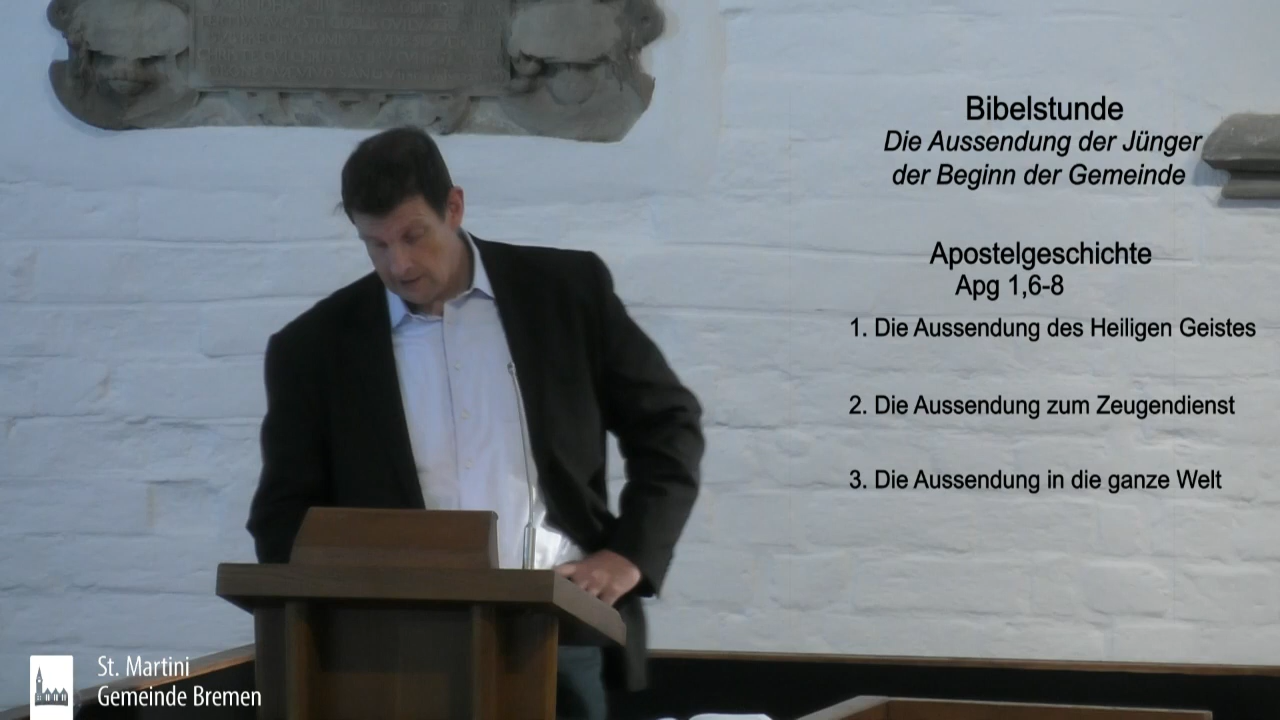 Bibelstunde
Die Aussendung der Jünger
der Beginn der Gemeinde
Apostelgeschichte
Apg 1,6-8
1. Die Aussendung des Heiligen Geistes
2. Die Aussendung zum Zeugendienst
3. Die Aussendung in die ganze Welt
St. Martini
Gemeinde Bremen